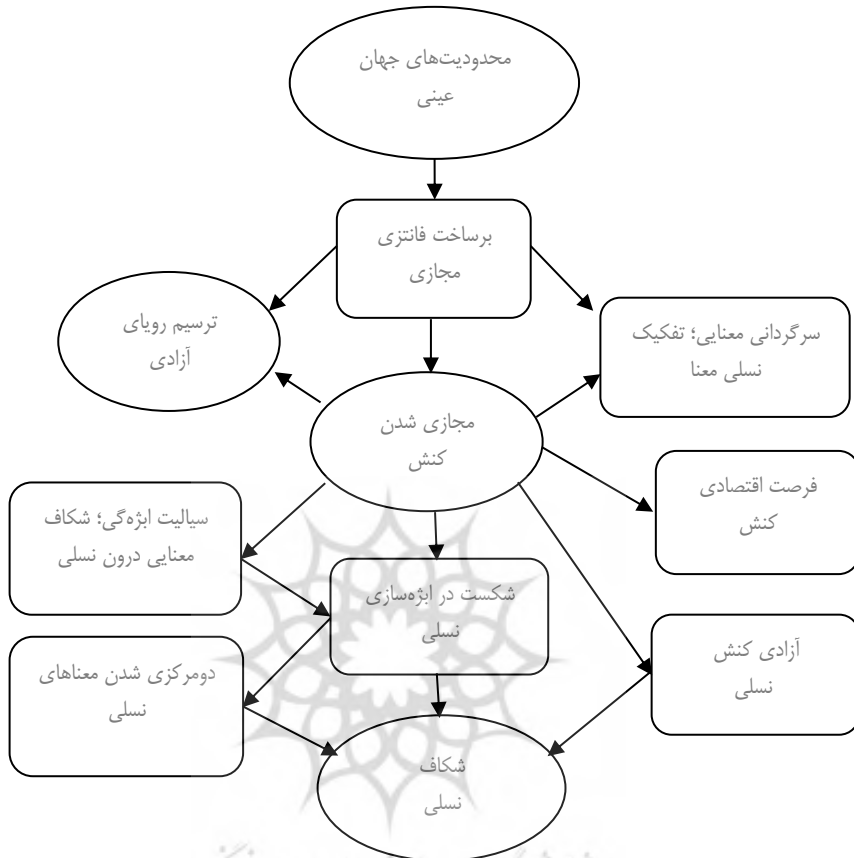 محدودیت‌های جهان
عینی
برساخت فانتزی
مجازی
ترسیم رویای
آزادی
سرگردانی معنایی؛ تفکیک
نسلی معنا
مجازی شدن
کنش
فرصت اقتصادی
کنش
سیالیت ابژه‌گی؛ شکاف
معنایی درون نسلی
شکست در ابژه‌سازی
نسلی
آزادی کنش
نسلی
دومرکزی شدن معناهای
نسلی
شکاف
نسلی